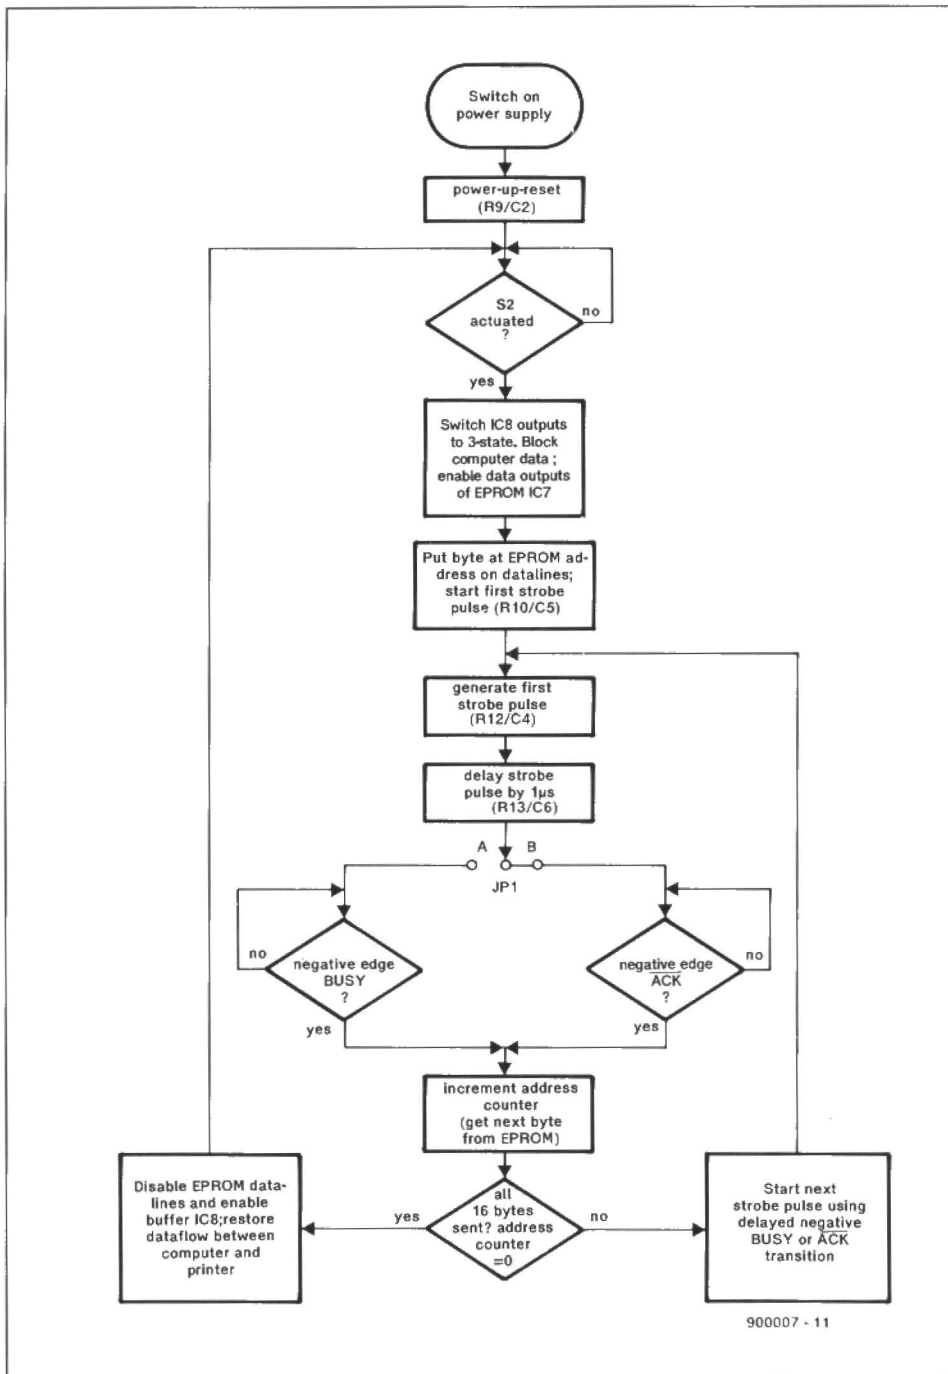 Switch on
power supply
power-up-reset
(R9/C2)
S2
actuated
?
no
yes
Switch IC8 outputs
to 3-state. Block
computer data ;
enable data outputs
of EPROM IC7
Put byte at EPROM ad-
dress on datalines;
start first strobe
pulse (R10/C5)
generate first
strobe pulse
(R12/C4)
delay strobe
pulse by 1µs
(R13/C6)
A B
JP1
no
negative edge
BUSY
?
yes
negative edge
A̅C̅K̅
?
no
yes
increment address
counter
(get next byte
from EPROM)
all
16 bytes
sent? address
counter
=0
yes
no
Disable EPROM data-
lines and enable
buffer IC8;restore
dataflow between
computer and
printer
Start next
strobe pulse using
delayed negative
BUSY or A̅C̅K̅
transition
900007 - 11